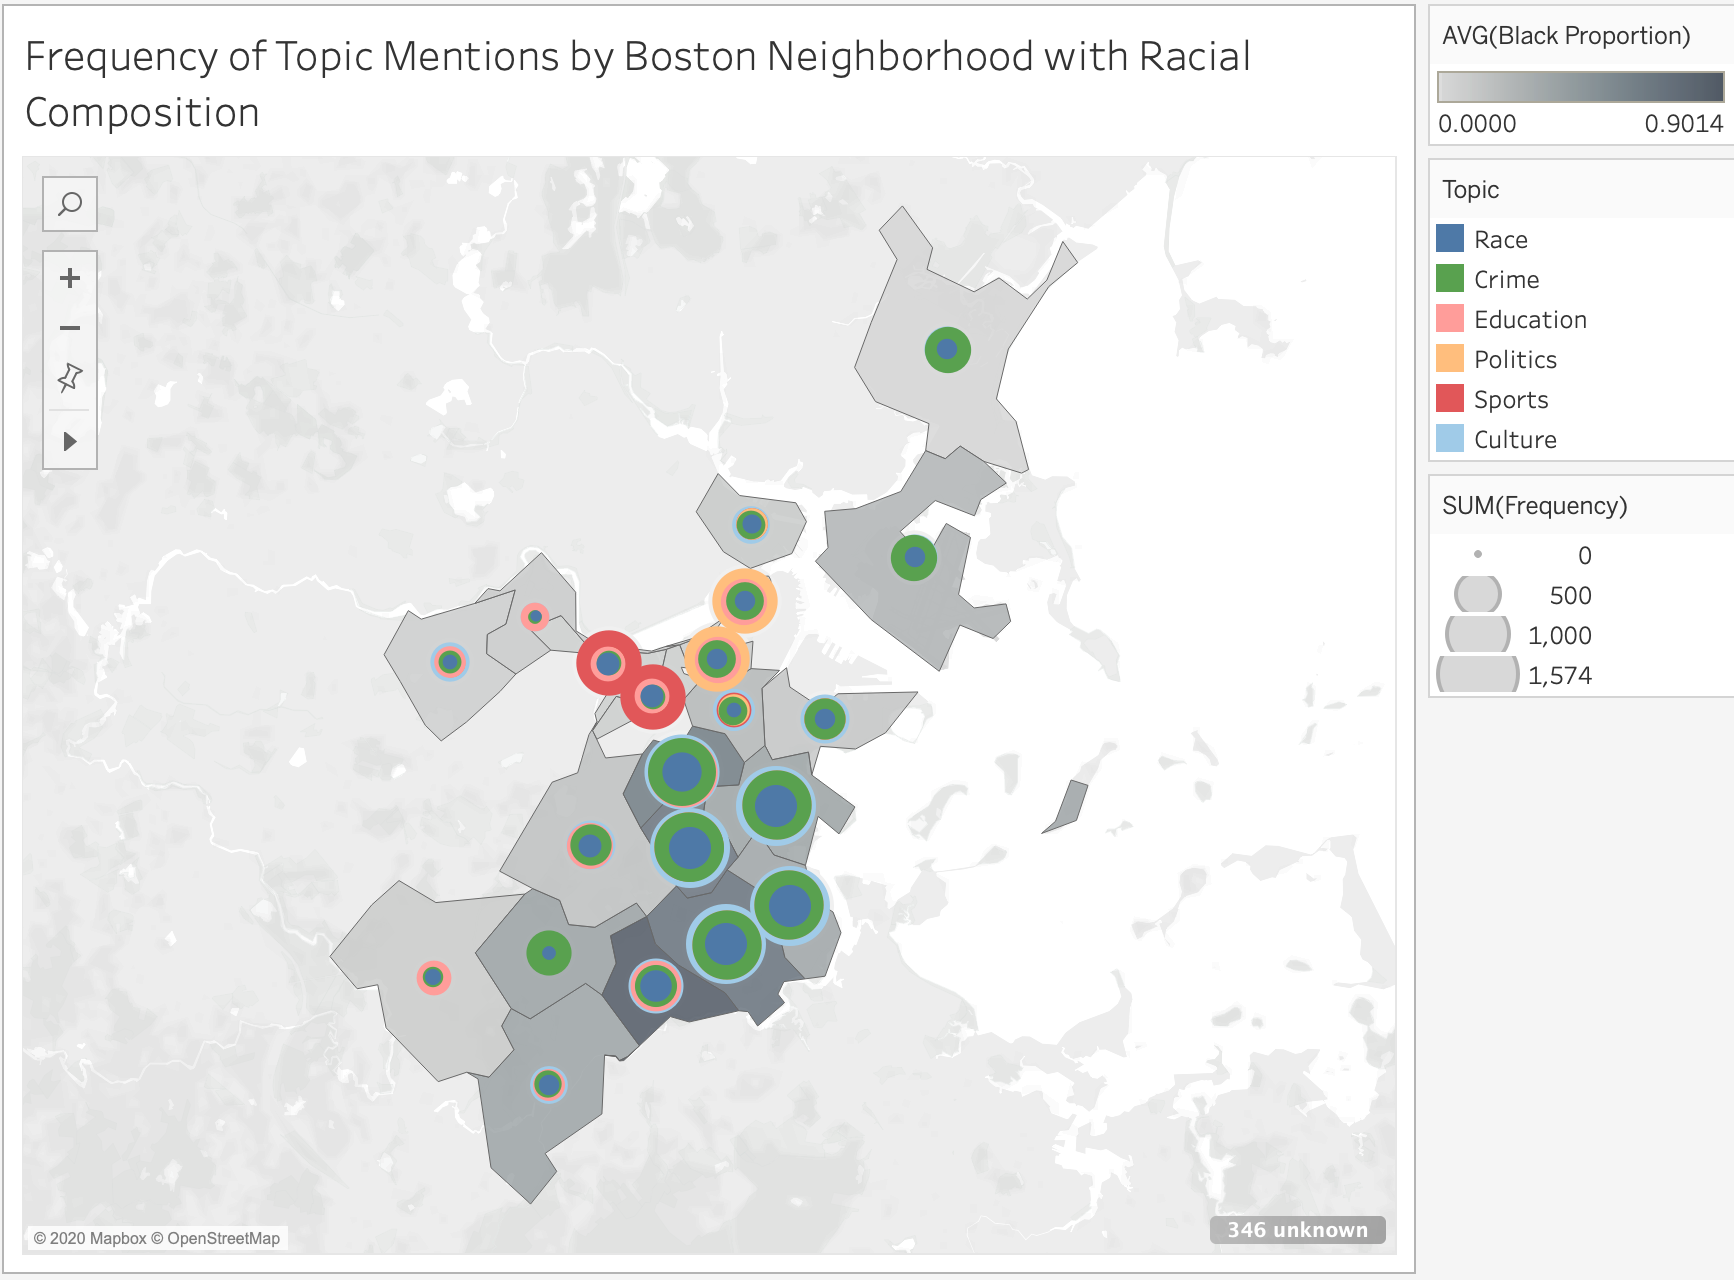 Frequency of Topic Mentions by Boston Neighborhood with Racial
Composition
© 2020 Mapbox © OpenStreetMap
346 unknown
AVG(Black Proportion)
0.0000 0.9014
Topic
Race
Crime
Education
Politics
Sports
Culture
SUM(Frequency)
0
500
1,000
1,574